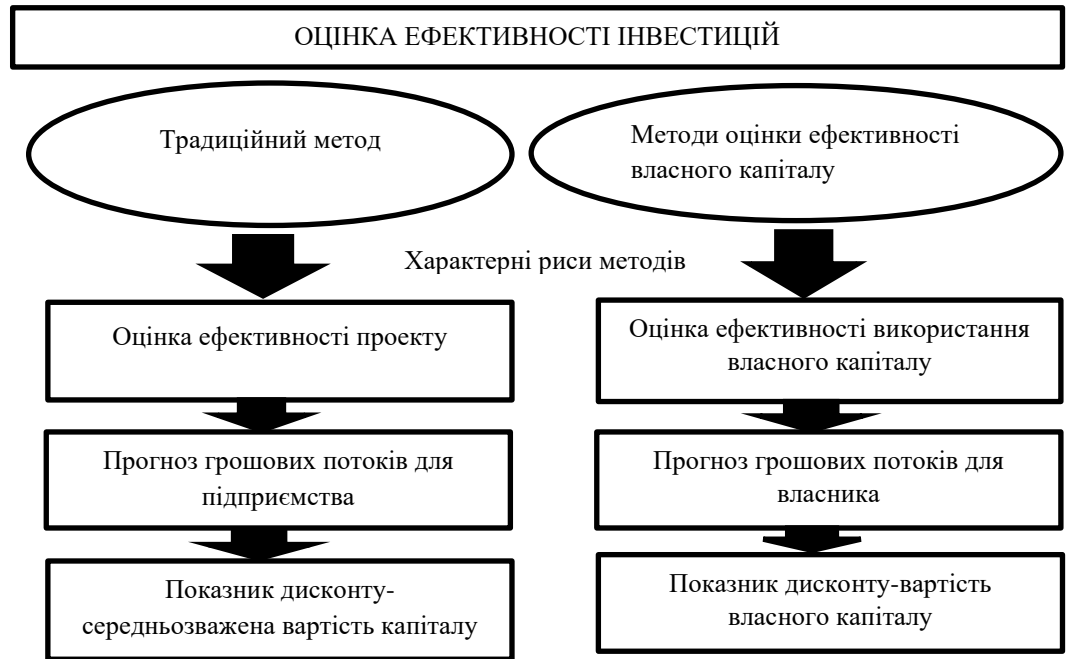 ОЦІНКА ЕФЕКТИВНОСТІ ІНВЕСТИЦІЙ
Традиційний метод
Методи оцінки ефективності
власного капіталу
Характерні риси методів
Оцінка ефективності проекту
Оцінка ефективності використання
власного капіталу
Прогноз грошових потоків для
підприємства
Прогноз грошових потоків для
власника
Показник дисконту-
середньозважена вартість капіталу
Показник дисконту-вартість
власного капіталу